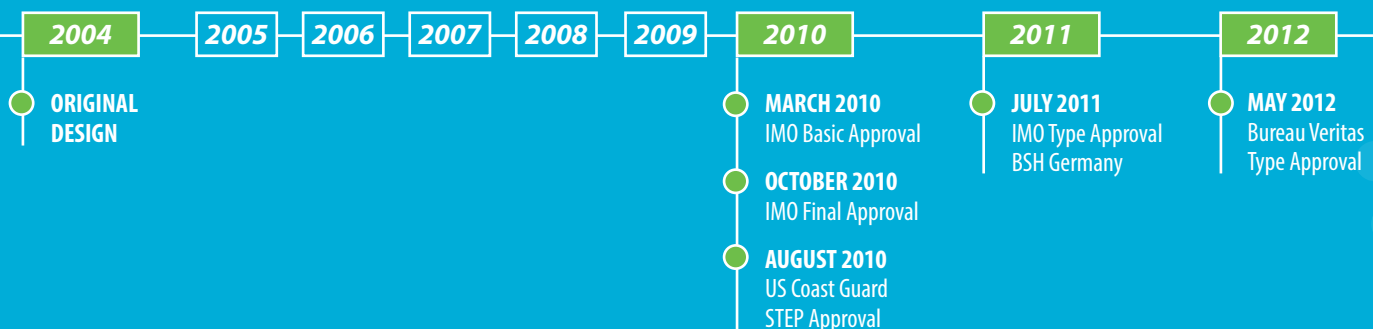 2004
2005
2006
2007
2008
2009
2010
2011
2012
ORIGINAL
DESIGN
MARCH 2010
IMO Basic Approval
OCTOBER 2010
IMO Final Approval
AUGUST 2010
US Coast Guard
STEP Approval
JULY 2011
IMO Type Approval
BSH Germany
MAY 2012
Bureau Veritas
Type Approval